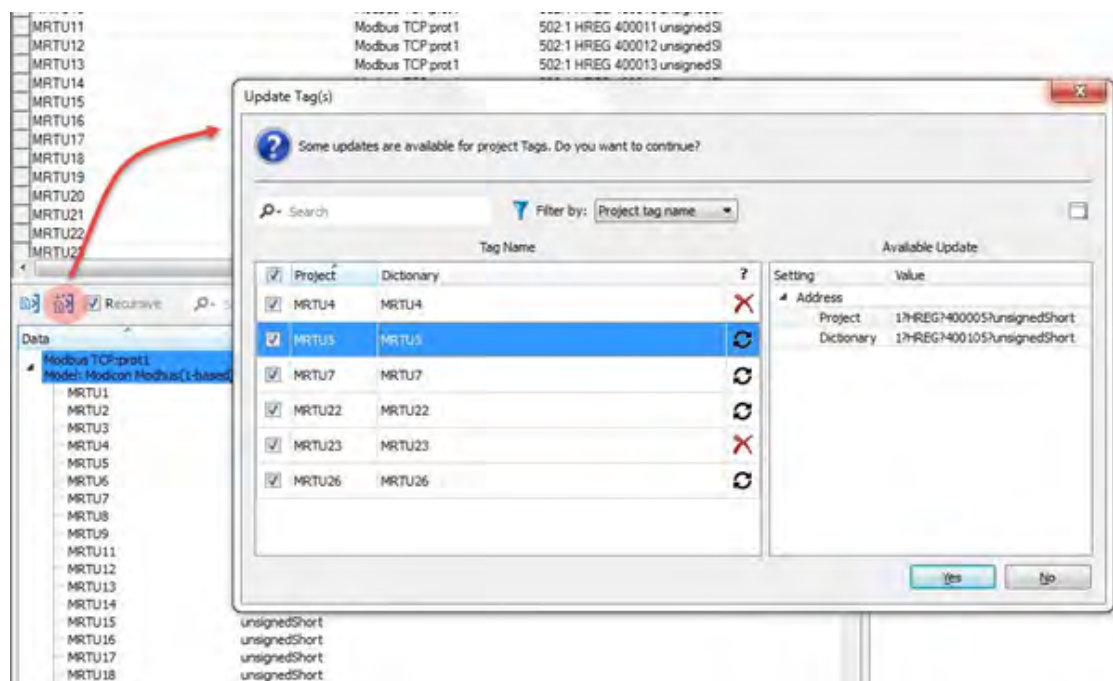 MRTU11 Modbus TCP:prot1 502:1 HREG 400011 unsignedS
MRTU12 Modbus TCP:prot1 502:1 HREG 400012 unsignedS
MRTU13 Modbus TCP:prot1 502:1 HREG 400013 unsignedS
MRTU14
MRTU15
MRTU16
MRTU17
MRTU18
MRTU19
MRTU20
MRTU21
MRTU22
Update Tag(s)
Some updates are available for project Tags. Do you want to continue?
Search Filter by: Project tag name
Tag Name Available Update
Project Dictionary ? Setting Value
MRTU4 MRTU4
MRTU5 MRTU5
MRTU7 MRTU7
MRTU22 MRTU22
MRTU23 MRTU23
MRTU26 MRTU26
Address
Project 1?HREG?400005?unsignedShort
Dictionary 1?HREG?400105?unsignedShort
Yes No
Recursive
Data
Modbus TCP:prot1
Model: Modicon Modbus(1-based)
MRTU1
MRTU2
MRTU3
MRTU4
MRTU5
MRTU6
MRTU7
MRTU8
MRTU9
MRTU11
MRTU12
MRTU13
MRTU14
MRTU15 unsignedShort
MRTU16 unsignedShort
MRTU17 unsignedShort
MRTU18 unsignedShort